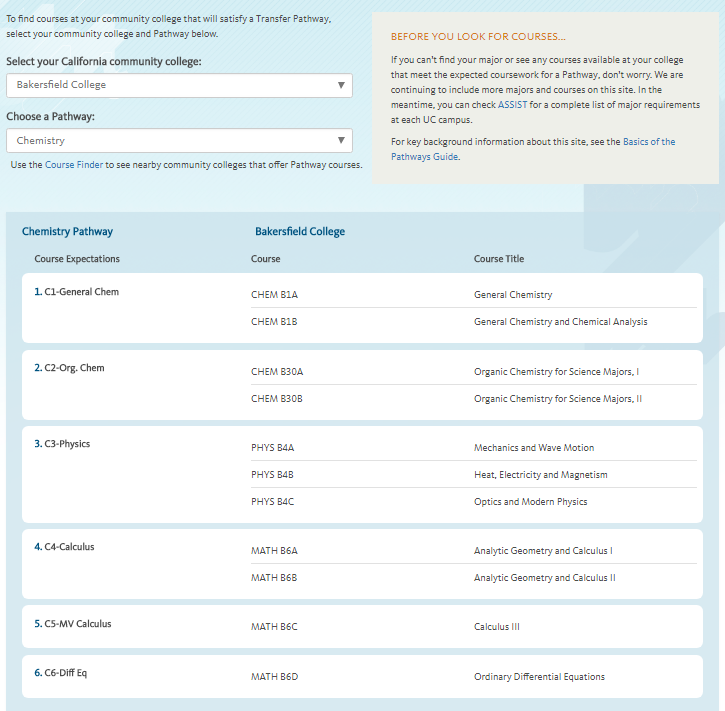 To find courses at your community college that will satisfy a Transfer Pathway,
select your community college and Pathway below.
Select your California community college:
Bakersfield College
Choose a Pathway:
Chemistry
Use the Course Finder to see nearby community colleges that offer Pathway courses.
BEFORE YOU LOOK FOR COURSES...
If you can't find your major or see any courses available at your college
that meet the expected coursework for a Pathway, don't worry. We are
continuing to include more majors and courses on this site. In the
meantime, you can check ASSIST for a complete list of major requirements
at each UC campus.
For key background information about this site, see the Basics of the
Pathways Guide.
Chemistry Pathway Bakersfield College
Course Expectations Course Course Title
1. C1-General Chem
CHEM B1A General Chemistry
CHEM B1B General Chemistry and Chemical Analysis
2. C2-Org. Chem
CHEM B30A Organic Chemistry for Science Majors, I
CHEM B30B Organic Chemistry for Science Majors, II
3. C3-Physics
PHYS B4A Mechanics and Wave Motion
PHYS B4B Heat, Electricity and Magnetism
PHYS B4C Optics and Modern Physics
4. C4-Calculus
MATH B6A Analytic Geometry and Calculus I
MATH B6B Analytic Geometry and Calculus II
5. C5-MV Calculus
MATH B6C Calculus III
6. C6-Diff Eq
MATH B6D Ordinary Differential Equations